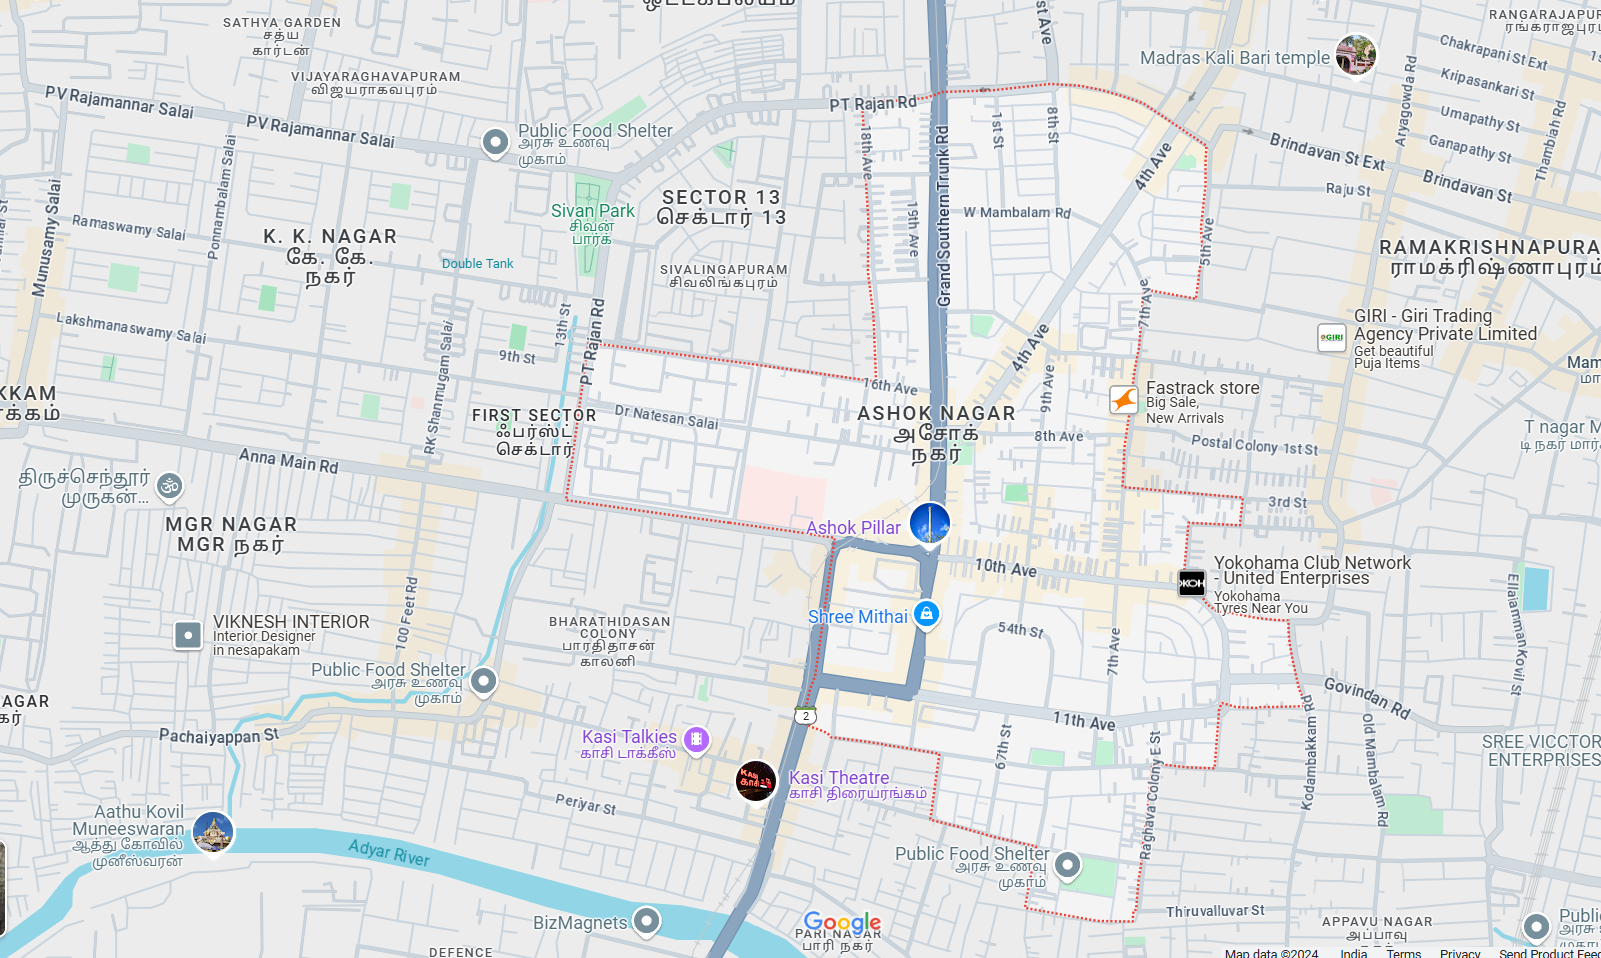 ஒட்டகபாளையம்
SATHYA GARDEN
சத்யா
கார்டன்
VIJAYARAGHAVAPURAM
விஜயராகவபுரம்
PV Rajamannar Salai
PV Rajamannar Salai
PT Rajan Rd
Public Food Shelter
அரசு உணவு
முகாம்
Madras Kali Bari temple
RANGARAJAPUR
ரங்கராஜபுர
Chakrapani St Ext
Kripasankari St
Umapathy St
Ganapathy St
Aryagowda Rd
Thambiah Rd
Brindavan St Ext
Brindavan St
Raju St
1st St
8th St
18th Ave
19th Ave
Grand Southern Trunk Rd
4th Ave
W Mambalam Rd
5th Ave
SECTOR 13
செக்டார் 13
Sivan Park
சிவன்
பார்க்
Munusamy Salai
Ponnambalam Salai
Ramaswamy Salai
K. K. NAGAR
கே. கே.
நகர்
Double Tank
SIVALINGAPURAM
சிவலிங்கபுரம்
RAMAKRISHNAPURA
ராமக்ரிஷ்ணாபுரம்
Lakshmanaswamy Salai
RK Shanmugam Salai
9th St
13th St
PT Rajan Rd
7th Ave
4th Ave
GIRI - Giri Trading
Agency Private Limited
Get beautiful
Puja Items
Mam
16th Ave
9th Ave
Fastrack store
Big Sale,
New Arrivals
KKAM
FIRST SECTOR
ஃபர்ஸ்ட்
செக்டார்
Dr Natesan Salai
ASHOK NAGAR
அசோக்
நகர்
8th Ave
Postal Colony 1st St
T nagar M
டி நகர் மார்
Anna Main Rd
திருச்செந்தூர்
முருகன்...
3rd St
MGR NAGAR
MGR நகர்
Ashok Pillar
10th Ave
Yokohama Club Network
- United Enterprises
Yokohama
Tyres Near You
Ellaiamman Kovil St
100 Feet Rd
Shree Mithai
54th St
7th Ave
VIKNESH INTERIOR
Interior Designer
in nesapakam
BHARATHIDASAN
COLONY
பாரதிதாசன்
காலனி
Public Food Shelter
அரசு உணவு
முகாம்
AGAR
கர்
2
11th Ave
Govindan Rd
Pachaiyappan St
Kasi Talkies
காசி டாக்கீஸ்
67th St
Raghava Colony E St
Kodambakkam Rd
Old Mambalam Rd
SREE VICCTOR
ENTERPRISES
KASI
காசி
Kasi Theatre
காசி திரையரங்கம்
Periyar St
Aathu Kovil
Muneeswaran
ஆத்து கோவில்
முனீஸ்வரன்
Adyar River
Public Food Shelter
அரசு உணவு
முகாம்
BizMagnets
Google
PARI NAGAR
பாரி நகர்
Thiruvalluvar St
APPAVU NAGAR
அப்பாவு
நகர்
Public
அரசு உ
முகாம்
DEFENCE
Map data ©2024 India Terms Privacy Send Product Feed